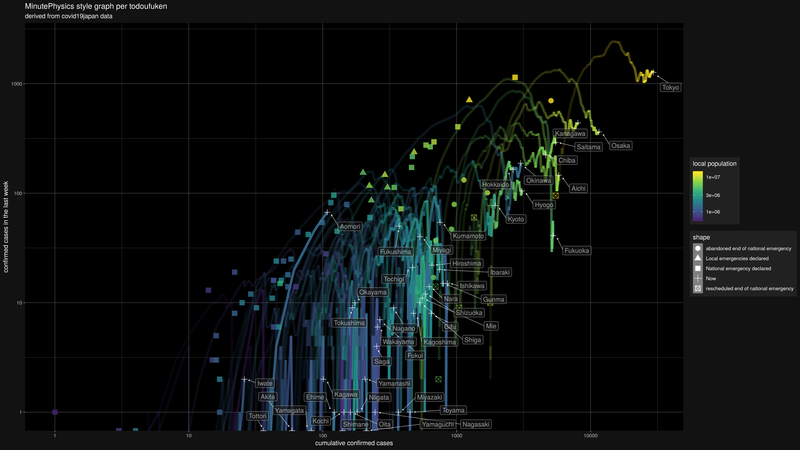 MinutePhysics style graph per todoufuken
derived from covid19japan data
confirmed cases in the last week
1000
100
10
1
Tokyo
Kanagawa
Saitama
Osaka
Chiba
Okinawa
Hokkaido
Aichi
Hyogo
Aomori
Kyoto
Kumamoto
Fukushima
Miyagi
Fukuoka
Hiroshima
Tochigi
Ibaraki
Ishikawa
Okayama
Nara
Gunma
Shizuoka
Tokushima
Nagano
Gifu
Mie
Wakayama
Kagoshima
Shiga
Fukui
Saga
Iwate
Yamanashi
Akita
Ehime
Kagawa
Niigata
Miyazaki
Tottori
Yamagata
Toyama
Kochi
Shimane
Oita
Yamaguchi
Nagasaki
1
10
100
1000
10000
cumulative confirmed cases
local population
1e+07
3e+06
1e+06
shape
abandoned end of national emergency
Local emergencies declared
National emergency declared
Now
rescheduled end of national emergency